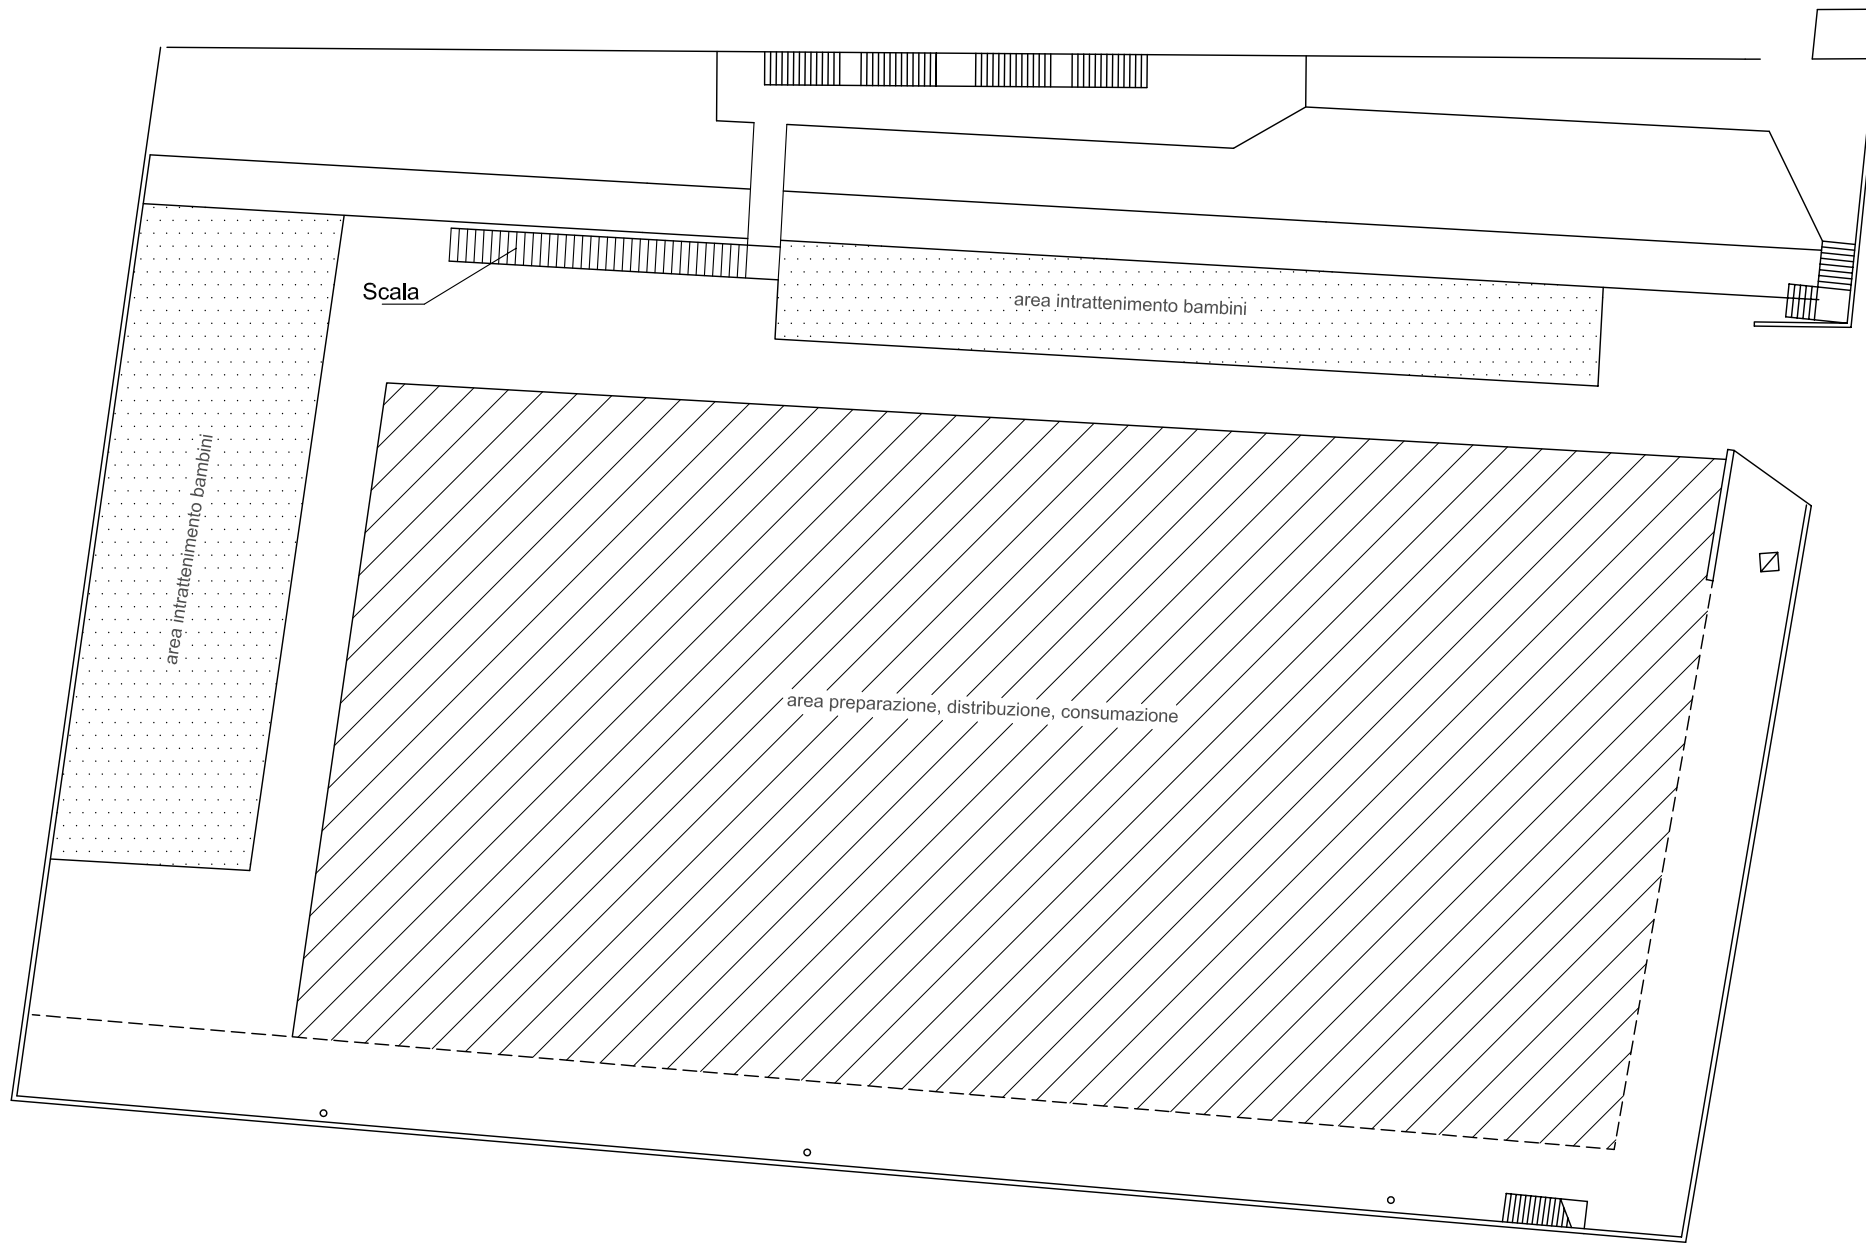 Scala
area intrattenimento bambini
area intrattenimento bambini
area preparazione, distribuzione, consumazione